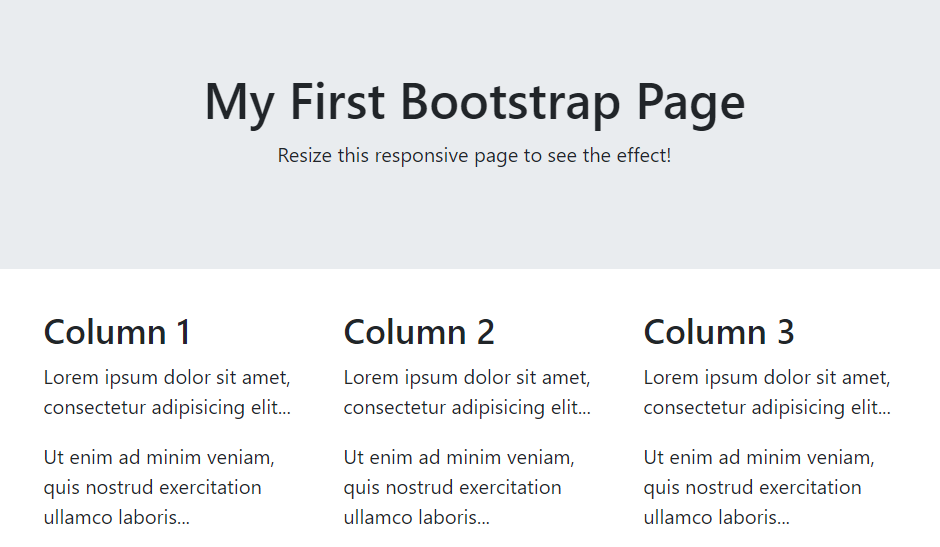 My First Bootstrap Page
Resize this responsive page to see the effect!
Column 1
Lorem ipsum dolor sit amet,
consectetur adipisicing elit...
Ut enim ad minim veniam,
quis nostrud exercitation
ullamco laboris...
Column 2
Lorem ipsum dolor sit amet,
consectetur adipisicing elit...
Ut enim ad minim veniam,
quis nostrud exercitation
ullamco laboris...
Column 3
Lorem ipsum dolor sit amet,
consectetur adipisicing elit...
Ut enim ad minim veniam,
quis nostrud exercitation
ullamco laboris...